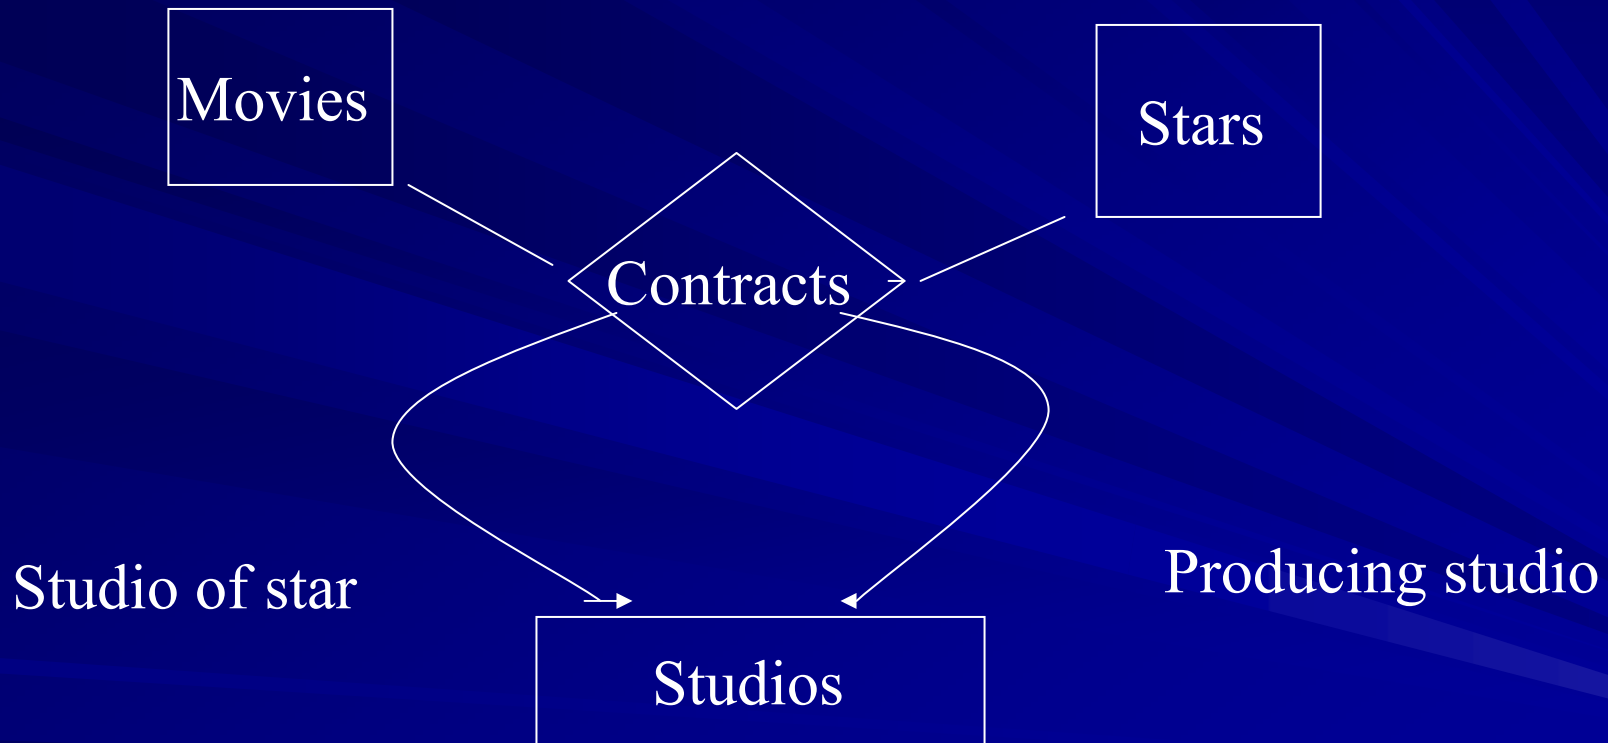 Movies
Stars
Contracts
Studio of star
Producing studio
Studios